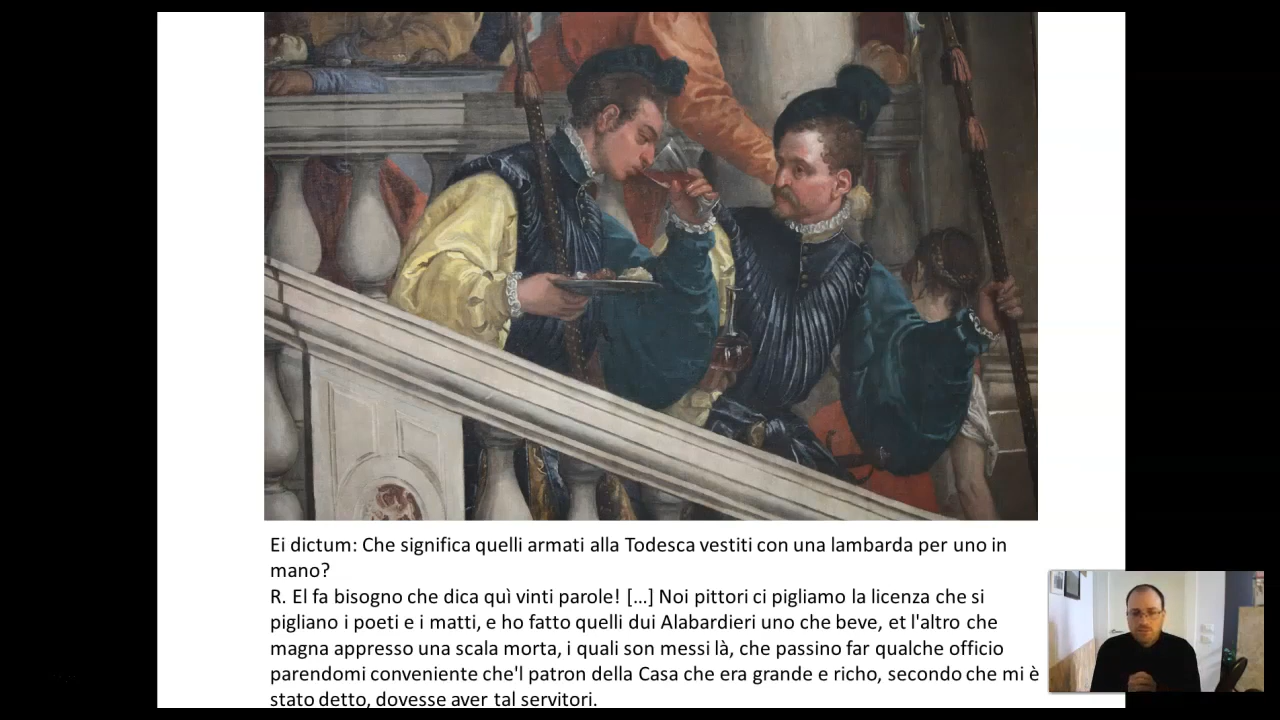 Ei dictum: Che significa quelli armati alla Todesca vestiti con una lambarda per uno in
mano?
R. El fa bisogno che dica quì vinti parole! [...] Noi pittori ci pigliamo la licenza che si
pigliano i poeti e i matti, e ho fatto quelli dui Alabardieri uno che beve, et l'altro che
magna appresso una scala morta, i quali son messi là, che passino far qualche officio
parendomi conveniente che'l patron della Casa che era grande e richo, secondo che mi è
stato detto, dovesse aver tal servitori.